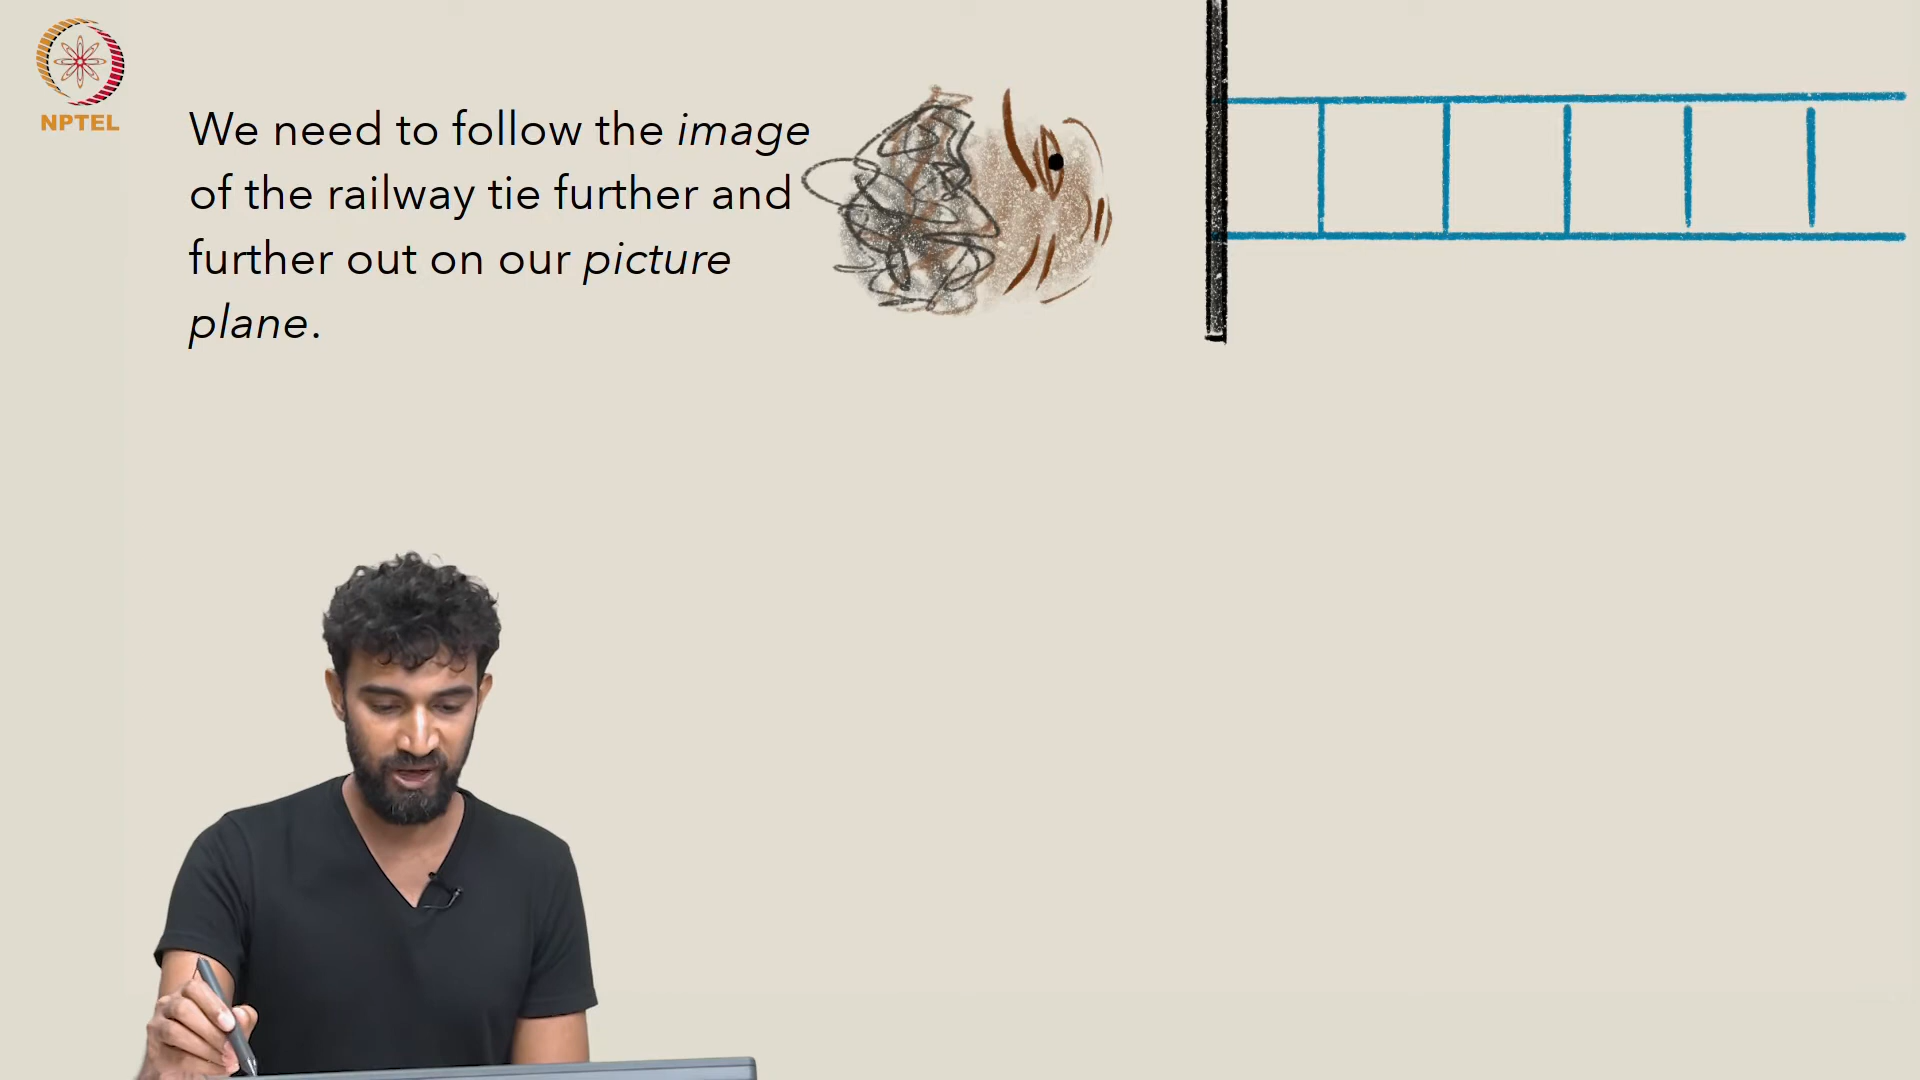 NPTEL
We need to follow the image
of the railway tie further and
further out on our picture
plane.